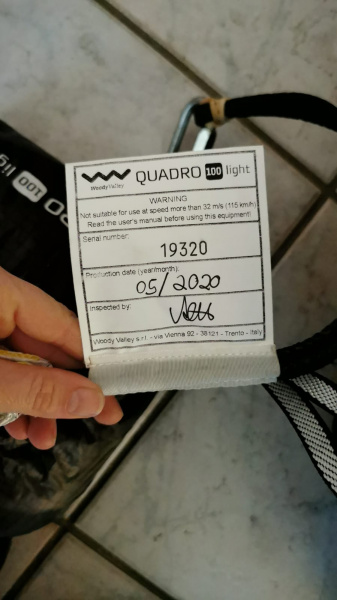 Woody Valley
QUADRO 100 light
WARNING
Not suitable for use at speed more than 32 m/s (115 km/h)
Read the user's manual before using this equipment!
Serial number:
19320
Production date (year/month):
05/2020
Inspected by:
Woody Valley s.r.l. - via Vienna 92 - 38121 - Trento - Italy
100 lig